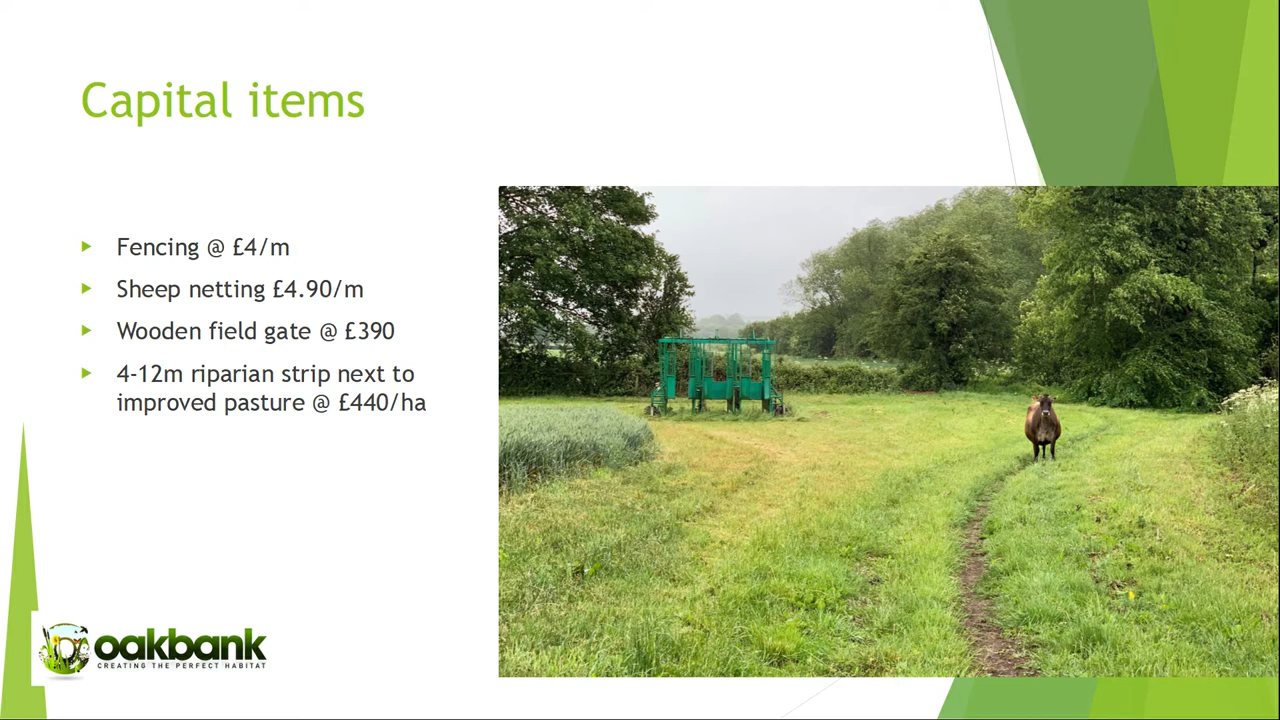 Capital items
Fencing @ £4/m
Sheep netting £4.90/m
Wooden field gate @ £390
4-12m riparian strip next to
improved pasture @ £440/ha
oakbank
CREATING THE PERFECT HABITAT